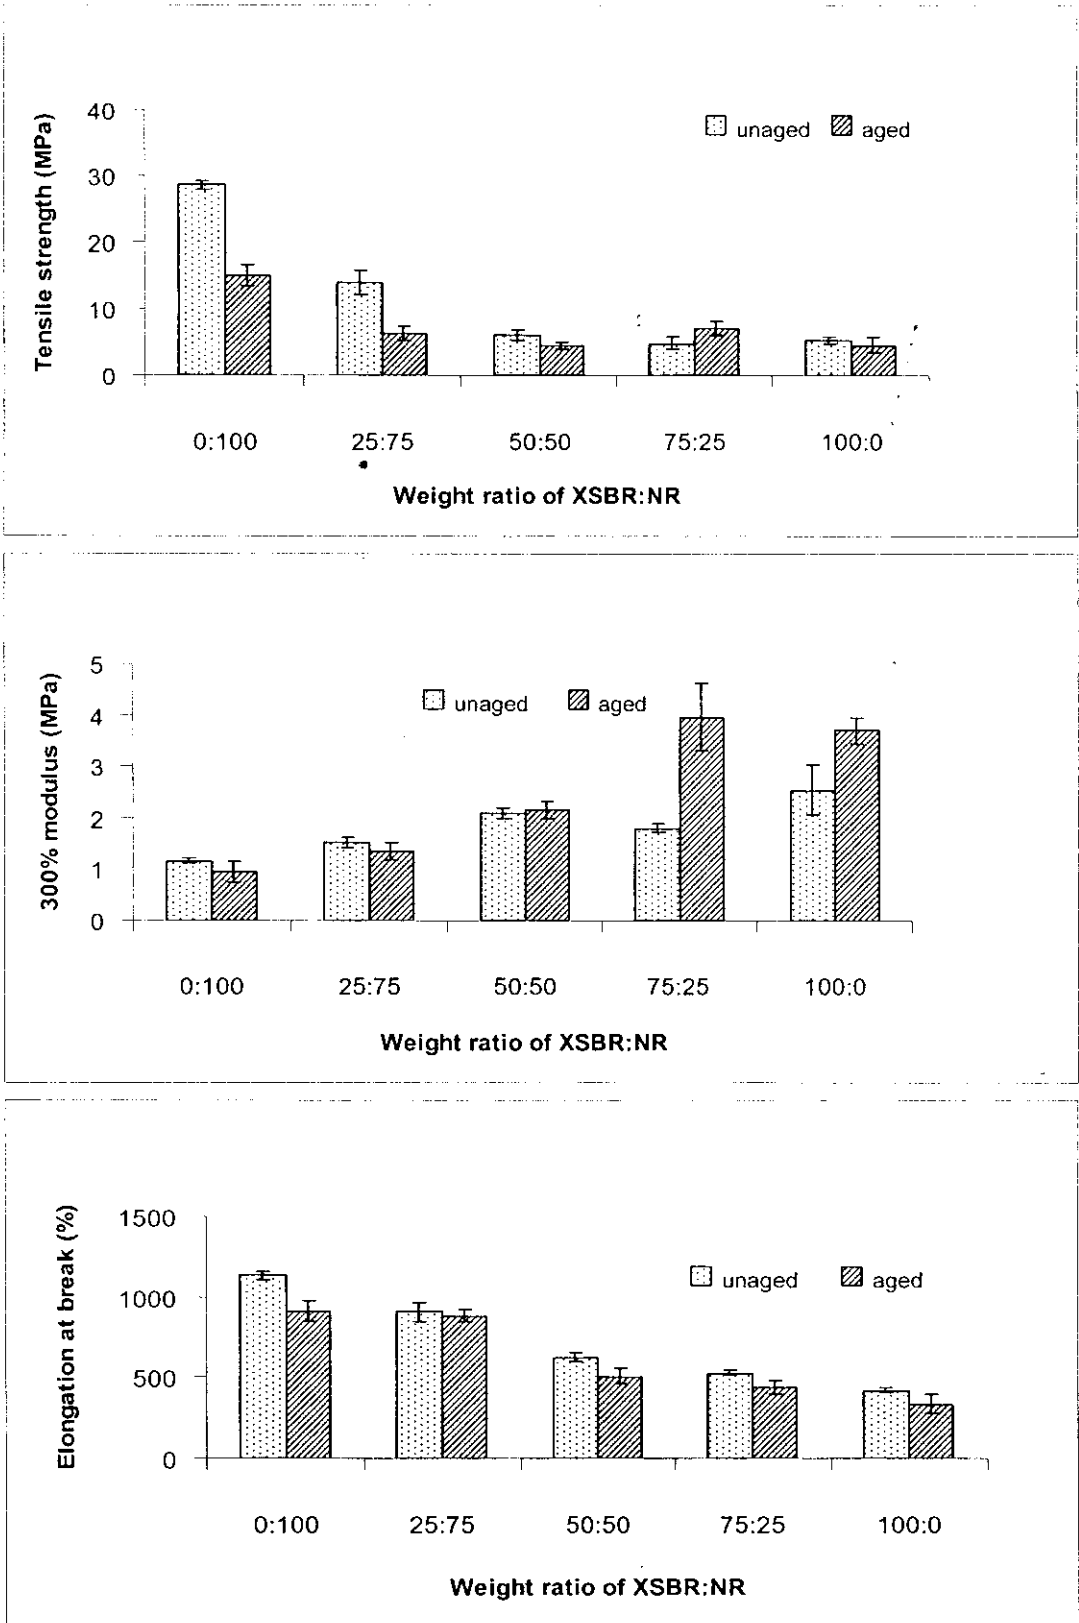 Tensile strength (MPa)
40
30
20
10
0
unaged aged
0:100 25:75 50:50 75:25 100:0
Weight ratio of XSBR:NR
300% modulus (MPa)
5
4
3
2
1
0
unaged aged
0:100 25:75 50:50 75:25 100:0
Weight ratio of XSBR:NR
Elongation at break (%)
1500
1000
500
0
unaged aged
0:100 25:75 50:50 75:25 100:0
Weight ratio of XSBR:NR